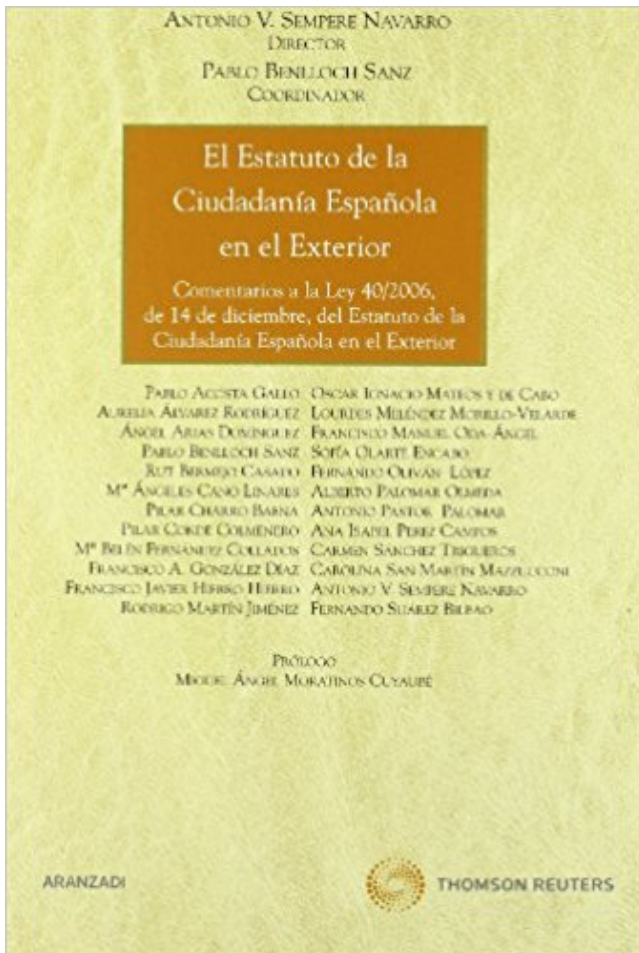 ANTONIO V. SEMPERE NAVARRO
DIRECTOR
PABLO BENLLOCH SANZ
COORDINADOR
El Estatuto de la
Ciudadanía Española
en el Exterior
Comentarios a la Ley 40/2006,
de 14 de diciembre, del Estatuto de la
Ciudadanía Española en el Exterior
PABLO ACOSTA GALLO OSCAR IGNACIO MATEOS Y DE CABO
AURELIA ÁLVAREZ RODRÍGUEZ LOURDES MELÉNDEZ MORILLO-VELARDE
ÁNGEL ARIAS DOMÍNGUEZ FRANCISCO MANUEL ODA-ÁNGEL
PABLO BENLLOCH SANZ SOFÍA OLARTE ENCABO
RUT BERMEJO CASADO FERNANDO OLIVÁN LÓPEZ
Mª ÁNGELES CANO LINARES ALBERTO PALOMAR OLMEDA
PILAR CHARRO BAENA ANTONIO PASTOR PALOMAR
PILAR CONDE COLMENERO ANA ISABEL PÉREZ CAMPOS
Mª BELÉN FERNÁNDEZ COLLADOS CARMEN SÁNCHEZ TRIGUEROS
FRANCISCO A. GONZÁLEZ DÍAZ CAROLINA SAN MARTÍN MAZZUCCONI
FRANCISCO JAVIER HIERRO HIERRO ANTONIO V. SEMPERE NAVARRO
RODRIGO MARTÍN JIMÉNEZ FERNANDO SUÁREZ BILBAO
PRÓLOGO
MIGUEL ÁNGEL MORATINOS CUYAUBÉ
ARANZADI
THOMSON REUTERS